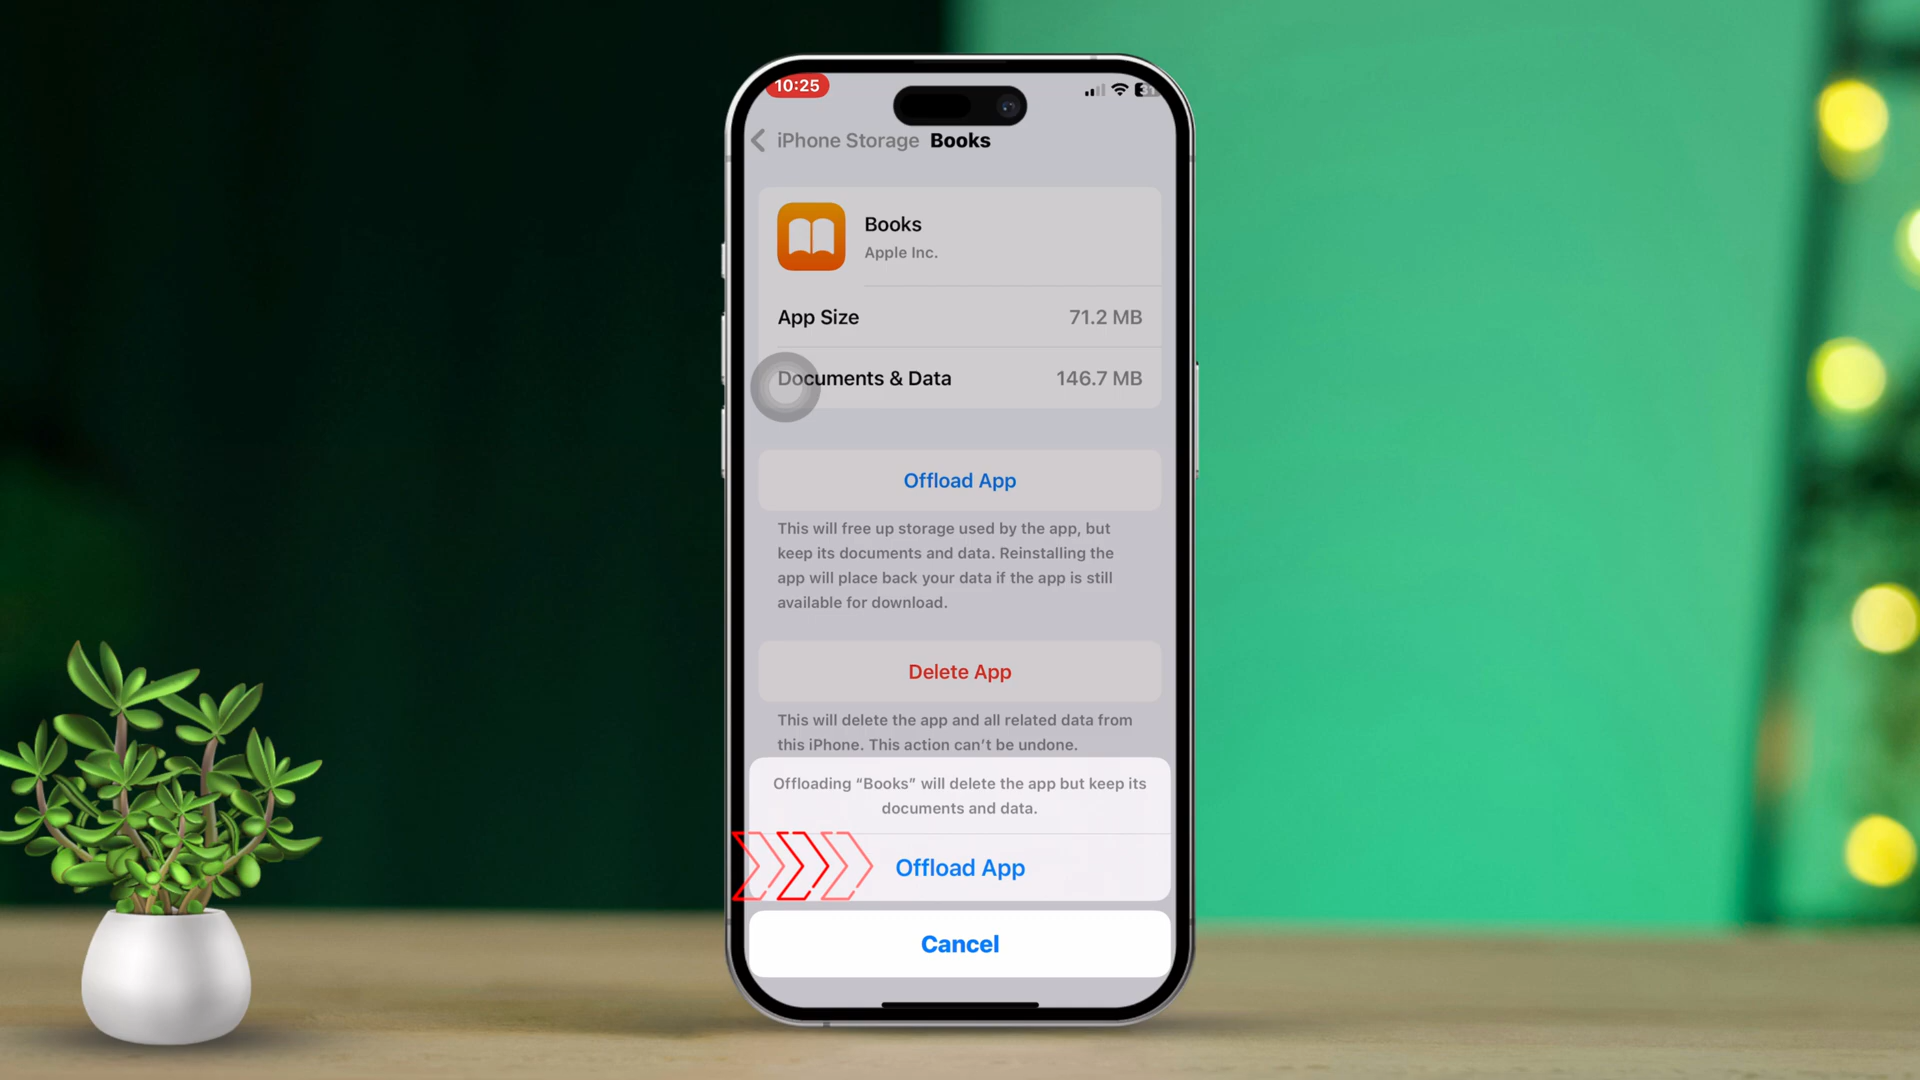 10:25
iPhone Storage Books
Books
Apple Inc.
App Size 71.2 MB
Documents & Data 146.7 MB
Offload App
This will free up storage used by the app, but
keep its documents and data. Reinstalling the
app will place back your data if the app is still
available for download.
Delete App
This will delete the app and all related data from
this iPhone. This action can’t be undone.
Offloading “Books” will delete the app but keep its
documents and data.
Offload App
Cancel